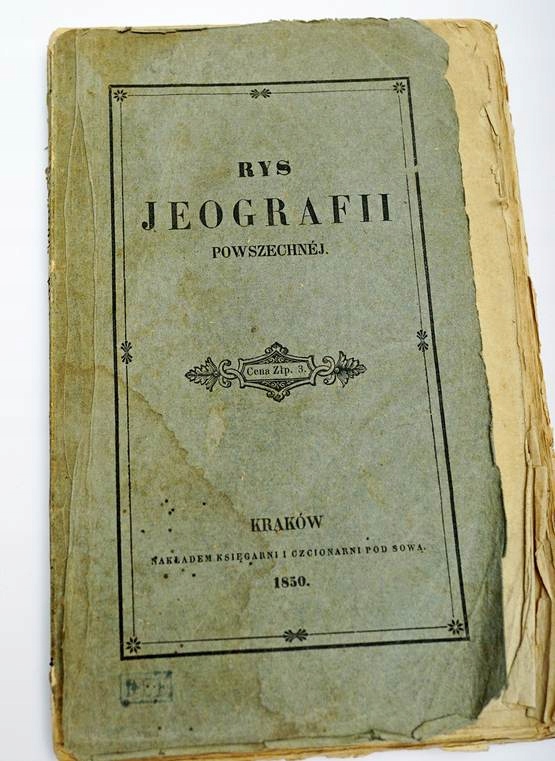 RYS
JEOGRAFII
POWSZECHNÉJ.
Cena Złp. 3.
KRAKÓW
NAKŁADEM KSIĘGARNI I CZCIONARNI POD SOWĄ.
1850.